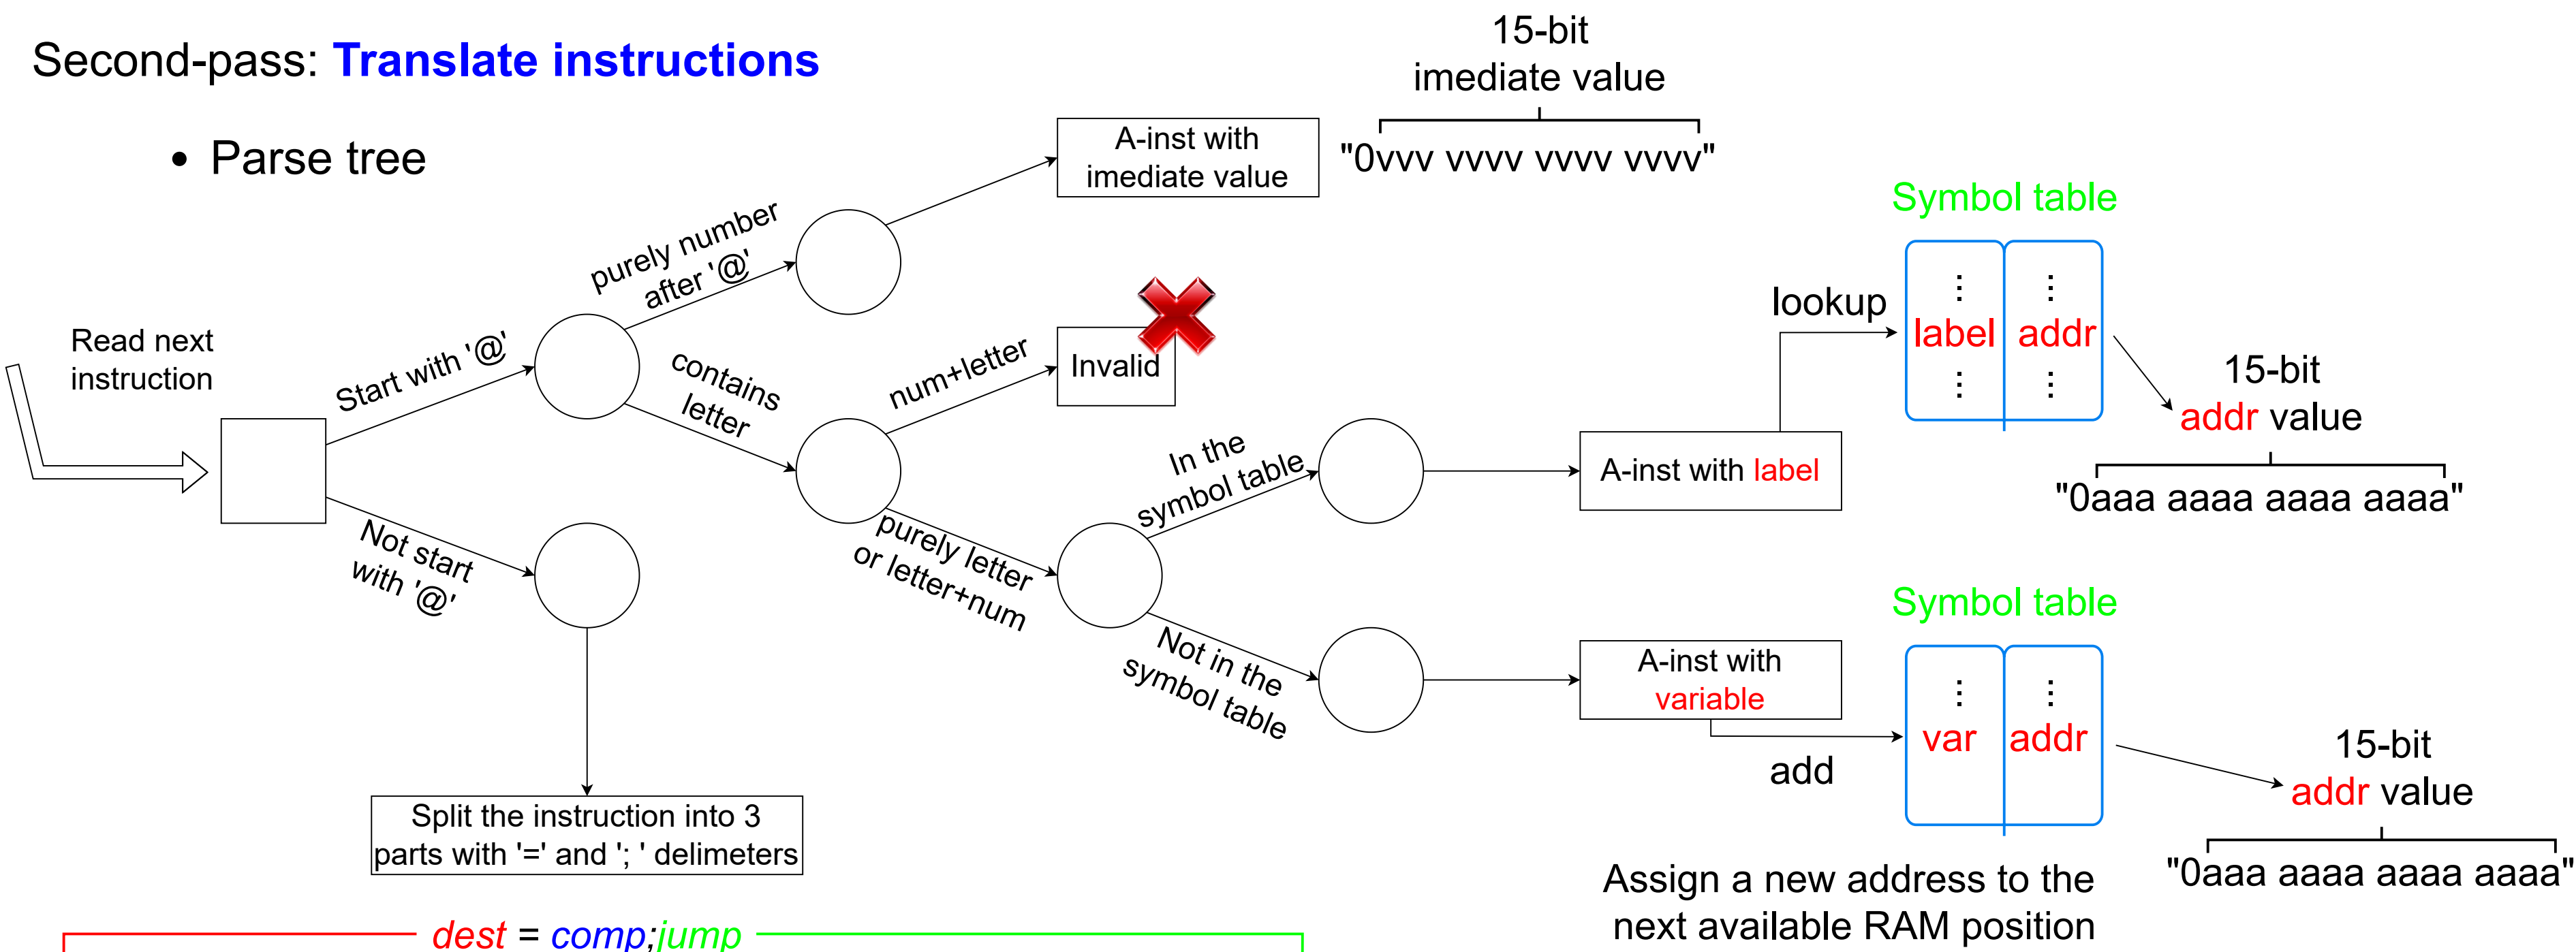 Second-pass: Translate instructions
• Parse tree
15-bit
imediate value
"0vvv vvvv vvvv vvvv"
A-inst with
imediate value
purely number
after '@'
Read next
instruction
Start with '@'
contains
letter
num+letter
Invalid
Not start
with '@'
purely letter
or letter+num
In the
symbol table
Not in the
symbol table
A-inst with label
lookup
Symbol table
⋮ ⋮
label addr
⋮ ⋮
15-bit
addr value
"0aaa aaaa aaaa aaaa"
A-inst with
variable
add
Symbol table
⋮ ⋮
var addr
15-bit
addr value
"0aaa aaaa aaaa aaaa"
Assign a new address to the
next available RAM position
Split the instruction into 3
parts with '=' and '; ' delimeters
dest = comp;jump